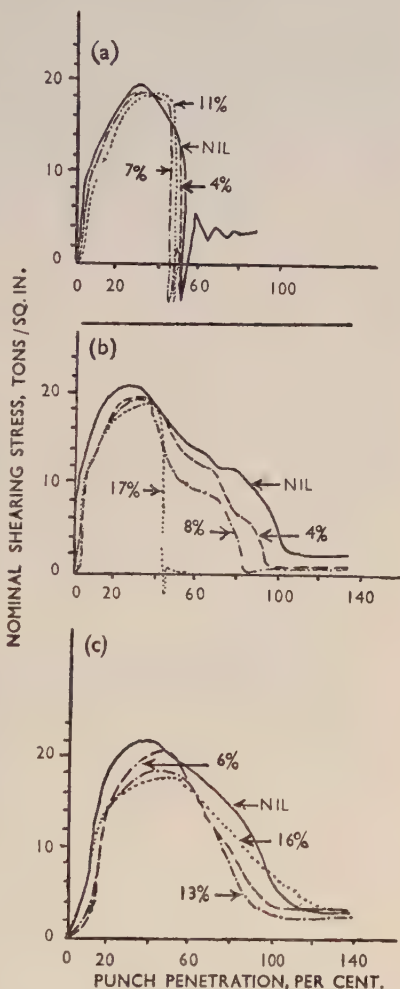 NOMINAL SHEARING STRESS, TONS/SQ. IN.
(a)
20
10
0
11%
NIL
7%
4%
0 20 60 100
(b)
20
10
0
17%
NIL
8%
4%
0 20 60 100 140
(c)
20
10
0
6%
NIL
16%
13%
0 20 60 100 140
PUNCH PENETRATION, PER CENT.